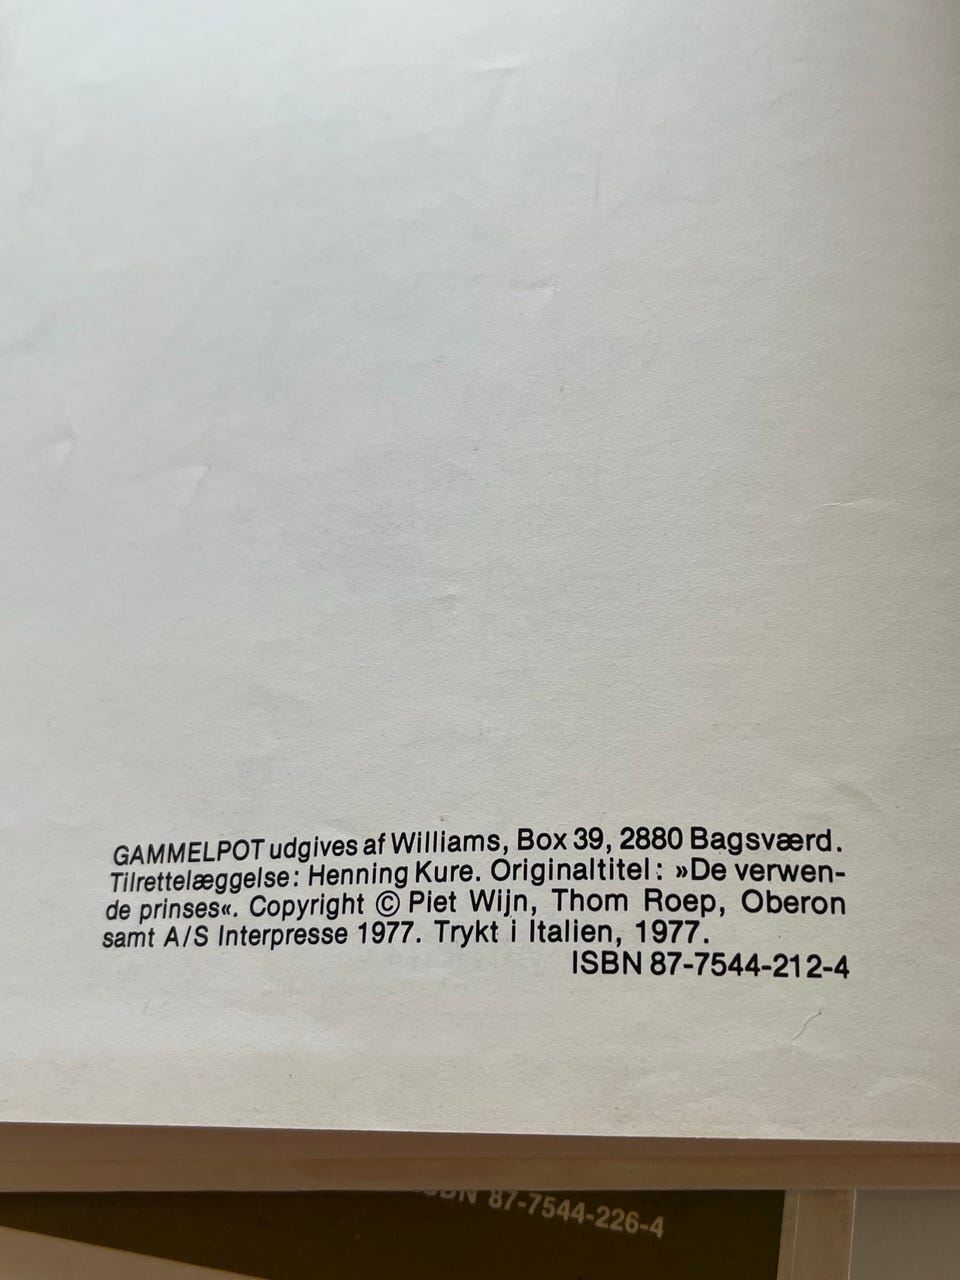 GAMMELPOT udgives af Williams, Box 39, 2880 Bagsværd.
Tilrettelæggelse: Henning Kure. Originaltitel: »De verwen-
de prinses«. Copyright © Piet Wijn, Thom Roep, Oberon
samt A/S Interpresse 1977. Trykt i Italien, 1977.
ISBN 87-7544-212-4
ISBN 87-7544-226-4